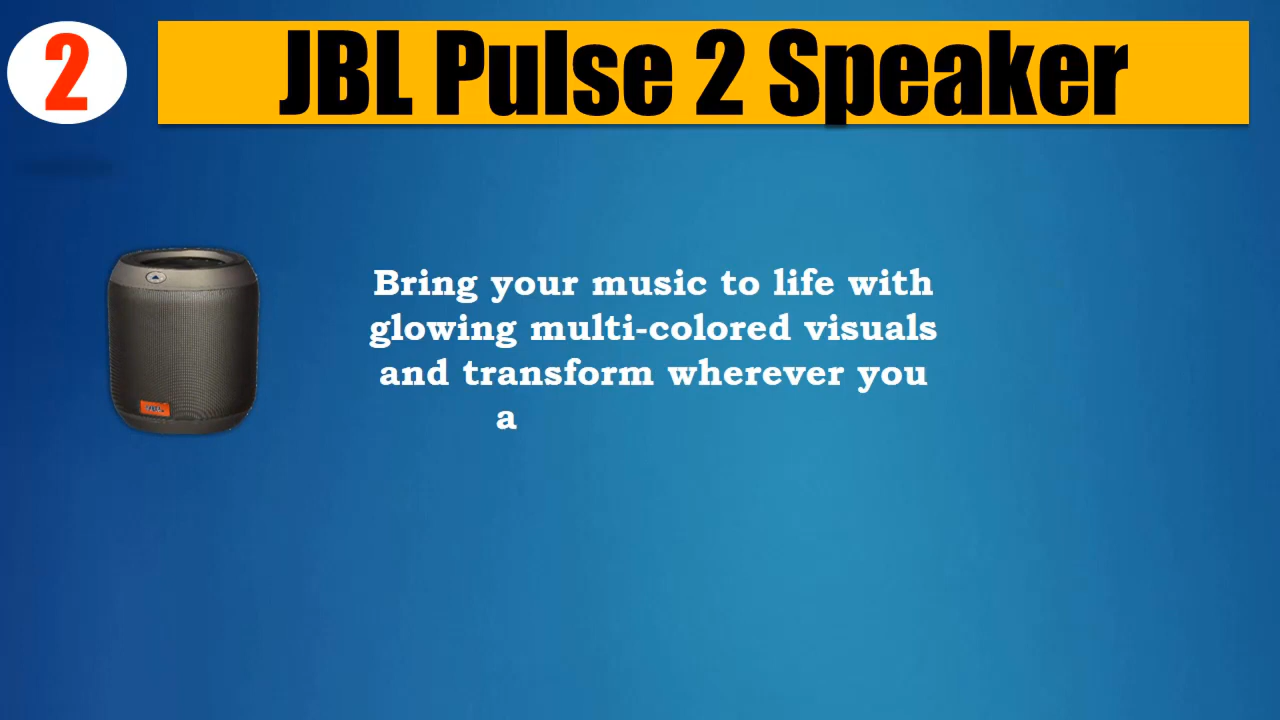 2
JBL Pulse 2 Speaker
Bring your music to life with
glowing multi-colored visuals
and transform wherever you
a
JBL